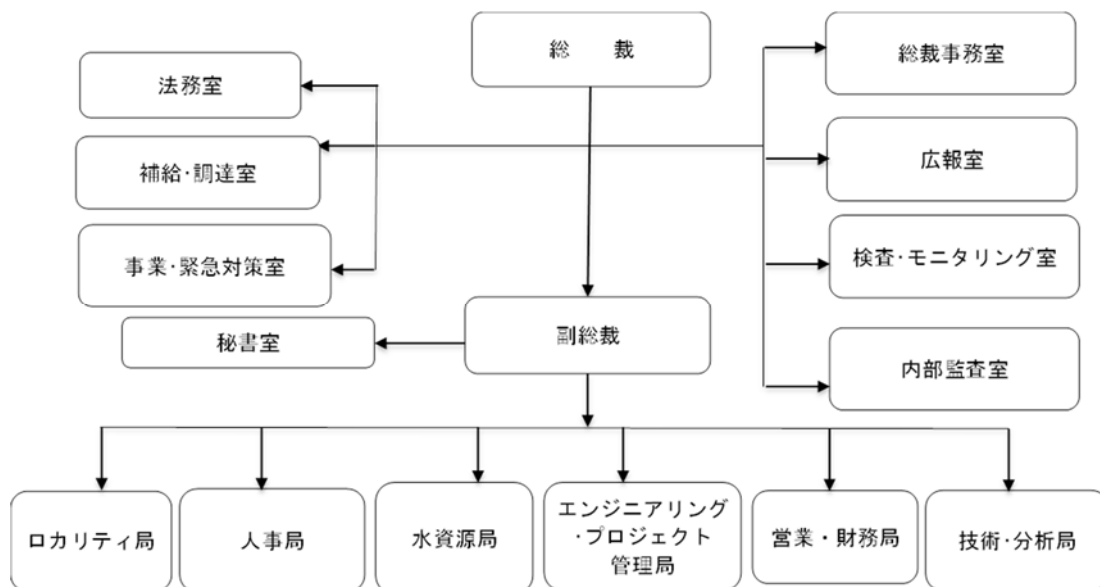 総　裁
総裁事務室
法務室
補給･調達室
広報室
事業･緊急対策室
検査･モニタリング室
秘書室
副総裁
内部監査室
ロカリティ局
人事局
水資源局
エンジニアリング
･プロジェクト
管理局
営業・財務局
技術･分析局